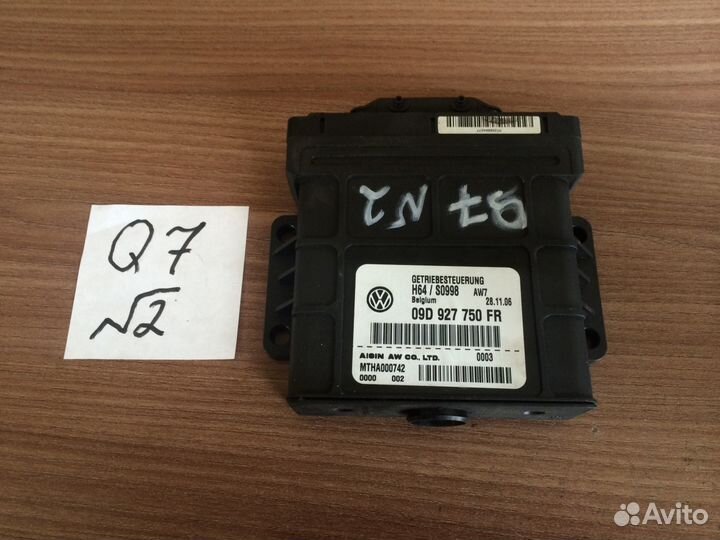 Q7
№2
Q7 №2
GETRIEBESTEUERUNG
H64 / S0998 AW7
Belgium 28.11.06
09D 927 750 FR
AISIN AW CO., LTD. 0003
MTHA000742
0000 002
Avito